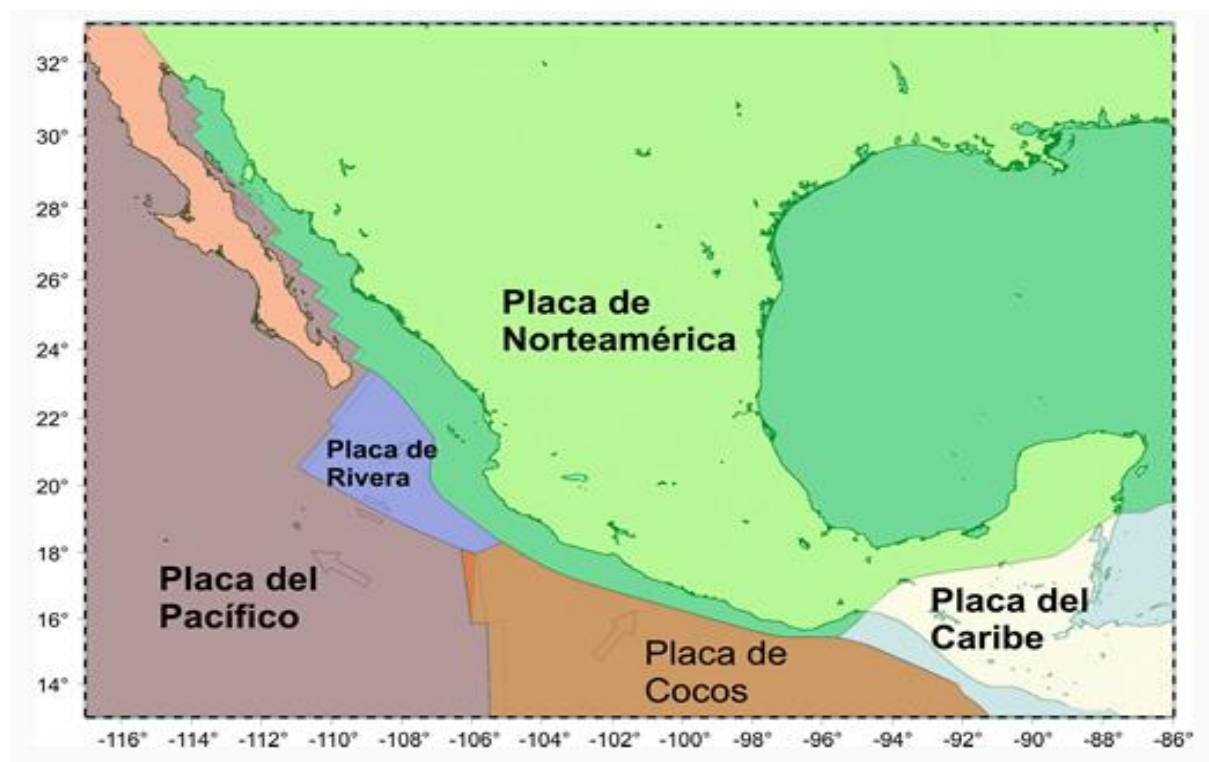 32°
30°
28°
26°
24°
22°
20°
18°
16°
14°
Placa de
Norteamérica
Placa de
Rivera
Placa del
Pacífico
Placa del
Caribe
Placa de
Cocos
-116° -114° -112° -110° -108° -106° -104° -102° -100° -98° -96° -94° -92° -90° -88° -86°